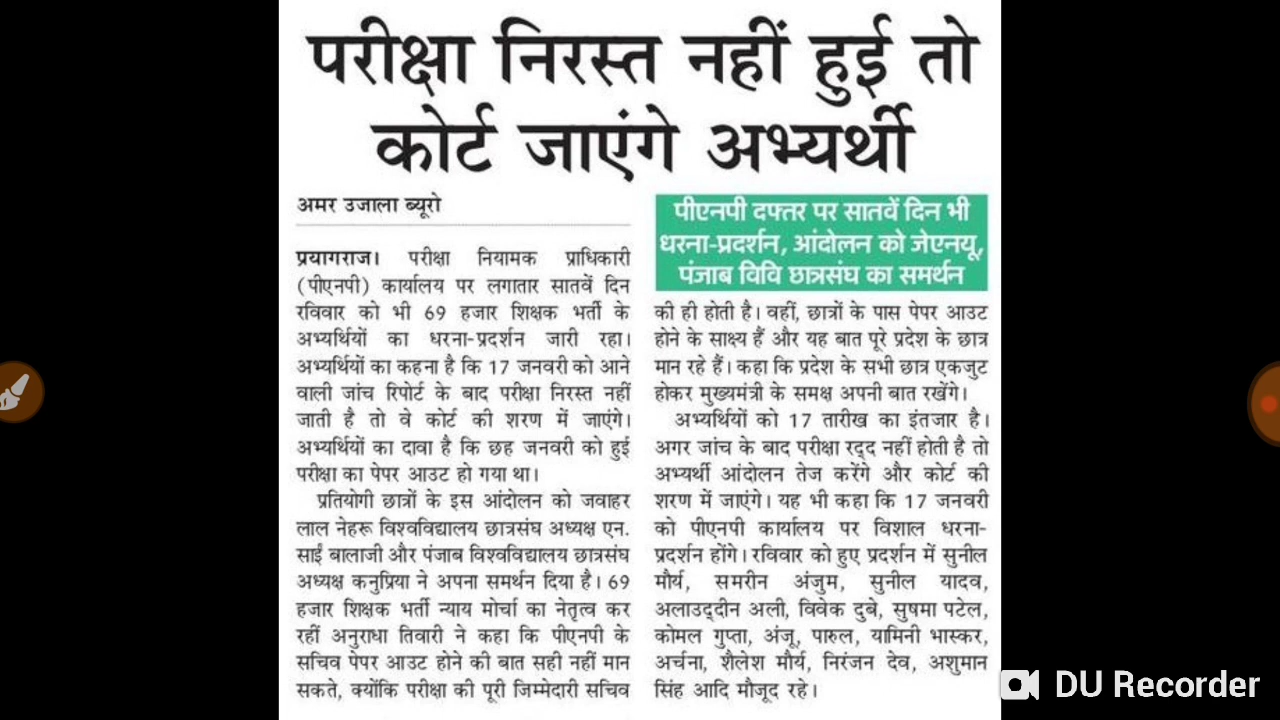 परीक्षा निरस्त नहीं हुई तो
कोर्ट जाएंगे अभ्यर्थी
अमर उजाला ब्यूरो
प्रयागराज। परीक्षा नियामक प्राधिकारी
(पीएनपी) कार्यालय पर लगातार सातवें दिन
रविवार को भी 69 हजार शिक्षक भर्ती के
अभ्यर्थियों का धरना-प्रदर्शन जारी रहा।
अभ्यर्थियों का कहना है कि 17 जनवरी को आने
वाली जांच रिपोर्ट के बाद परीक्षा निरस्त नहीं
जाती है तो वे कोर्ट की शरण में जाएंगे।
अभ्यर्थियों का दावा है कि छह जनवरी को हुई
परीक्षा का पेपर आउट हो गया था।
प्रतियोगी छात्रों के इस आंदोलन को जवाहर
लाल नेहरू विश्वविद्यालय छात्रसंघ अध्यक्ष एन.
साईं बालाजी और पंजाब विश्वविद्यालय छात्रसंघ
अध्यक्ष कनुप्रिया ने अपना समर्थन दिया है। 69
हजार शिक्षक भर्ती न्याय मोर्चा का नेतृत्व कर
रहीं अनुराधा तिवारी ने कहा कि पीएनपी के
सचिव पेपर आउट होने की बात सही नहीं मान
सकते, क्योंकि परीक्षा की पूरी जिम्मेदारी सचिव
पीएनपी दफ्तर पर सातवें दिन भी
धरना-प्रदर्शन, आंदोलन को जेएनयू,
पंजाब विवि छात्रसंघ का समर्थन
की ही होती है। वहीं, छात्रों के पास पेपर आउट
होने के साक्ष्य हैं और यह बात पूरे प्रदेश के छात्र
मान रहे हैं। कहा कि प्रदेश के सभी छात्र एकजुट
होकर मुख्यमंत्री के समक्ष अपनी बात रखेंगे।
अभ्यर्थियों को 17 तारीख का इंतजार है।
अगर जांच के बाद परीक्षा रद्द नहीं होती है तो
अभ्यर्थी आंदोलन तेज करेंगे और कोर्ट की
शरण में जाएंगे। यह भी कहा कि 17 जनवरी
को पीएनपी कार्यालय पर विशाल धरना-
प्रदर्शन होंगे। रविवार को हुए प्रदर्शन में सुनील
मौर्य, समरीन अंजुम, सुनील यादव,
अलाउद्दीन अली, विवेक दुबे, सुषमा पटेल,
कोमल गुप्ता, अंजू, पारुल, यामिनी भास्कर,
अर्चना, शैलेश मौर्य, निरंजन देव, अशुमान
सिंह आदि मौजूद रहे।
DU Recorder